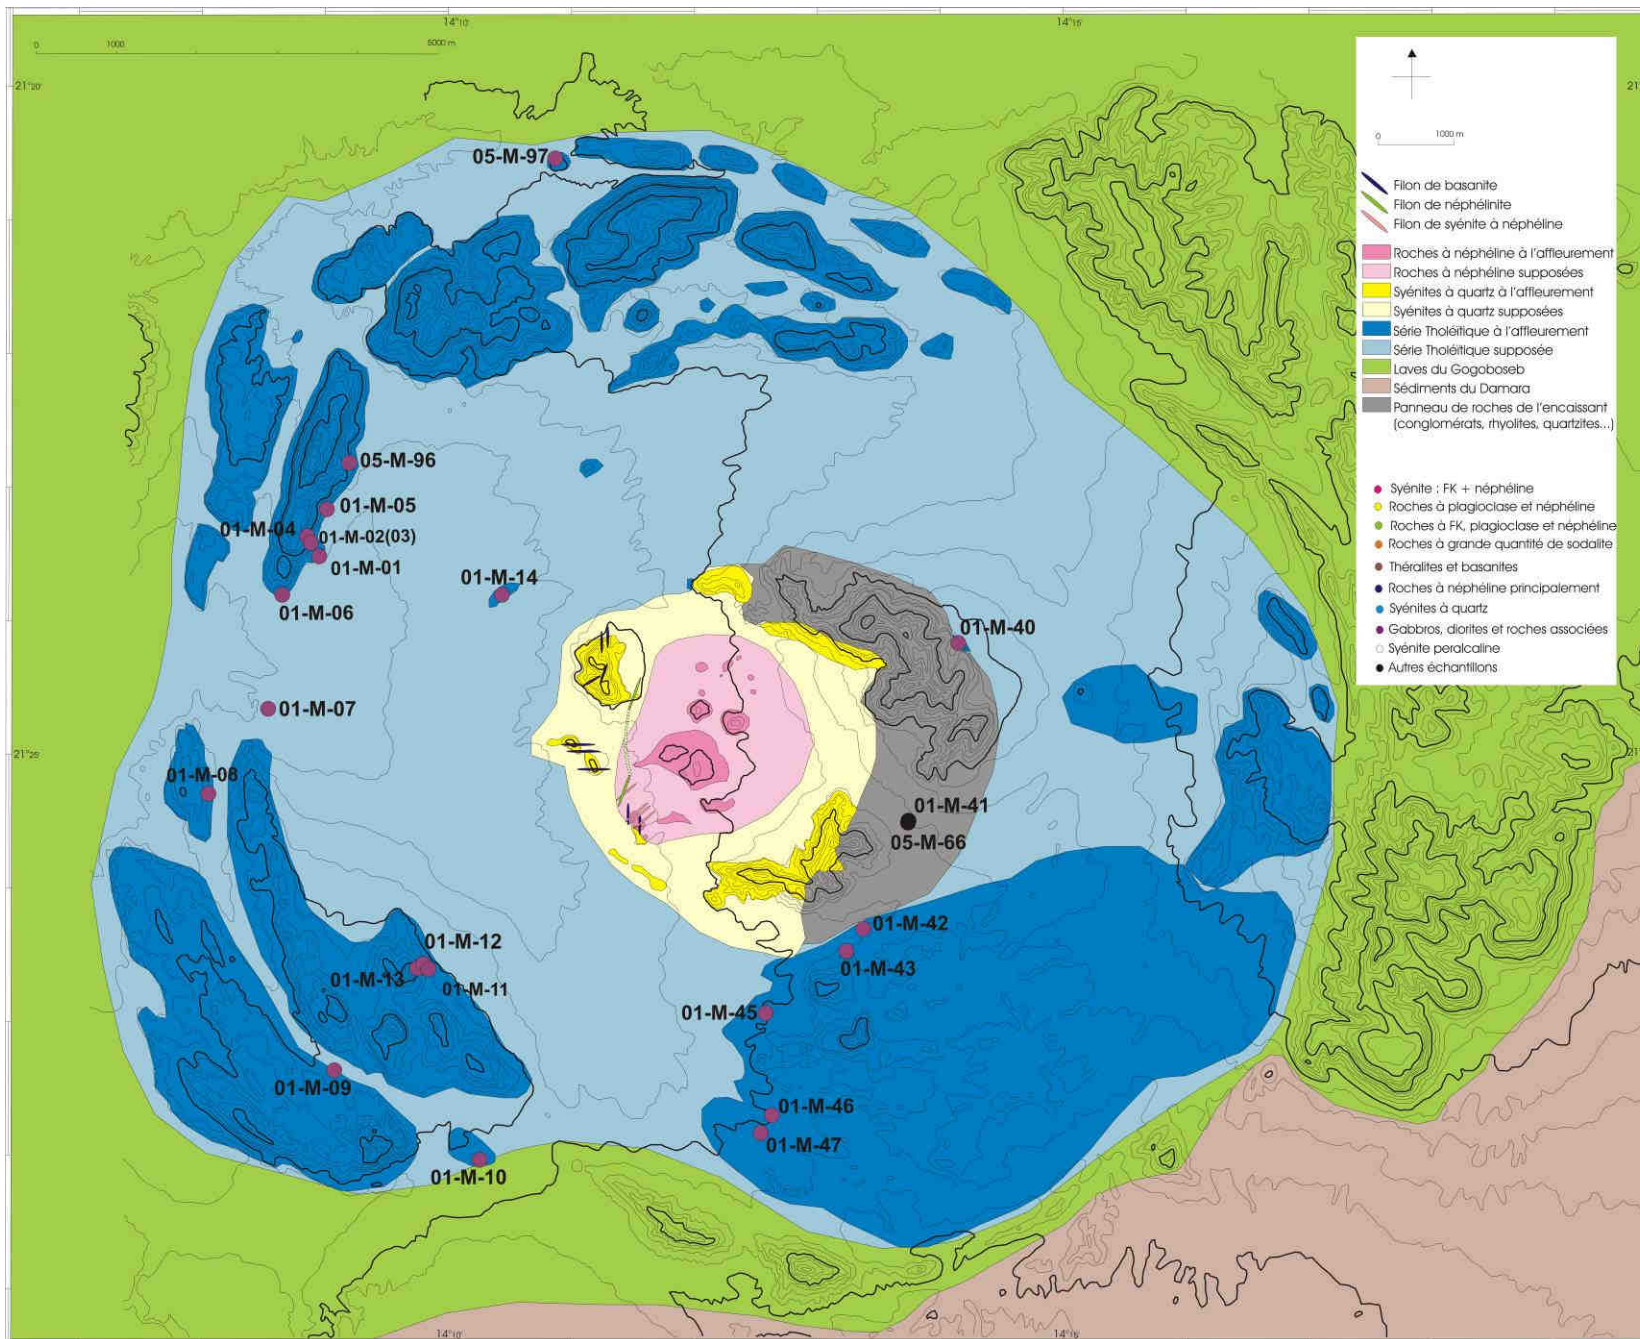 14°10'
14°15'
0 1000 5000 m
21°20'
21°
0 1000 m
Filon de basanite
Filon de néphélinite
Filon de syénite à néphéline
Roches à néphéline à l'affleurement
Roches à néphéline supposées
Syénites à quartz à l'affleurement
Syénites à quartz supposées
Série Tholéïtique à l'affleurement
Série Tholéïtique supposée
Laves du Gogoboseb
Sédiments du Damara
Panneau de roches de l'encaissant
(conglomérats, rhyolites, quartzites...)
Syénite : FK + néphéline
Roches à plagioclase et néphéline
Roches à FK, plagioclase et néphéline
Roches à grande quantité de sodalite
Théralites et basanites
Roches à néphéline principalement
Syénites à quartz
Gabbros, diorites et roches associées
Syénite peralcaline
Autres échantillons
05-M-97
05-M-96
01-M-05
01-M-04
01-M-02(03)
01-M-01
01-M-14
01-M-06
01-M-40
01-M-07
21°25'
21°
01-M-08
01-M-41
05-M-66
01-M-42
01-M-12
01-M-43
01-M-13
01-M-11
01-M-45
01-M-09
01-M-46
01-M-47
01-M-10
14°10'
14°15'